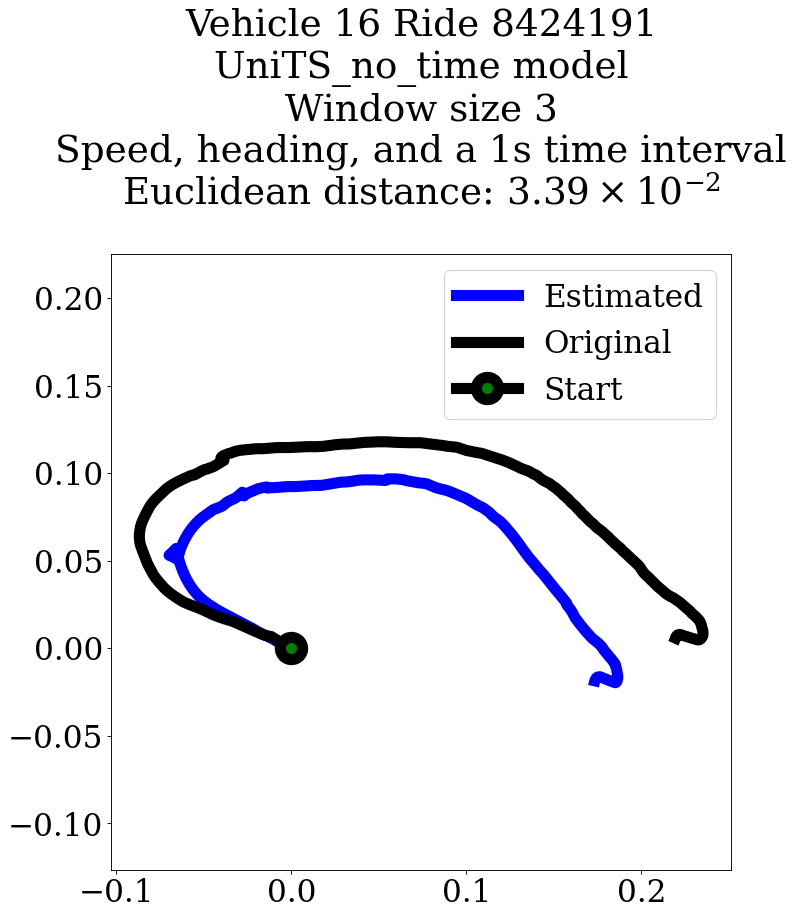 Vehicle 16 Ride 8424191
UniTS_no_time model
Window size 3
Speed, heading, and a 1s time interval
Euclidean distance: 3.39 × 10⁻²
Estimated
Original
Start
0.20
0.15
0.10
0.05
0.00
−0.05
−0.10
−0.1 0.0 0.1 0.2